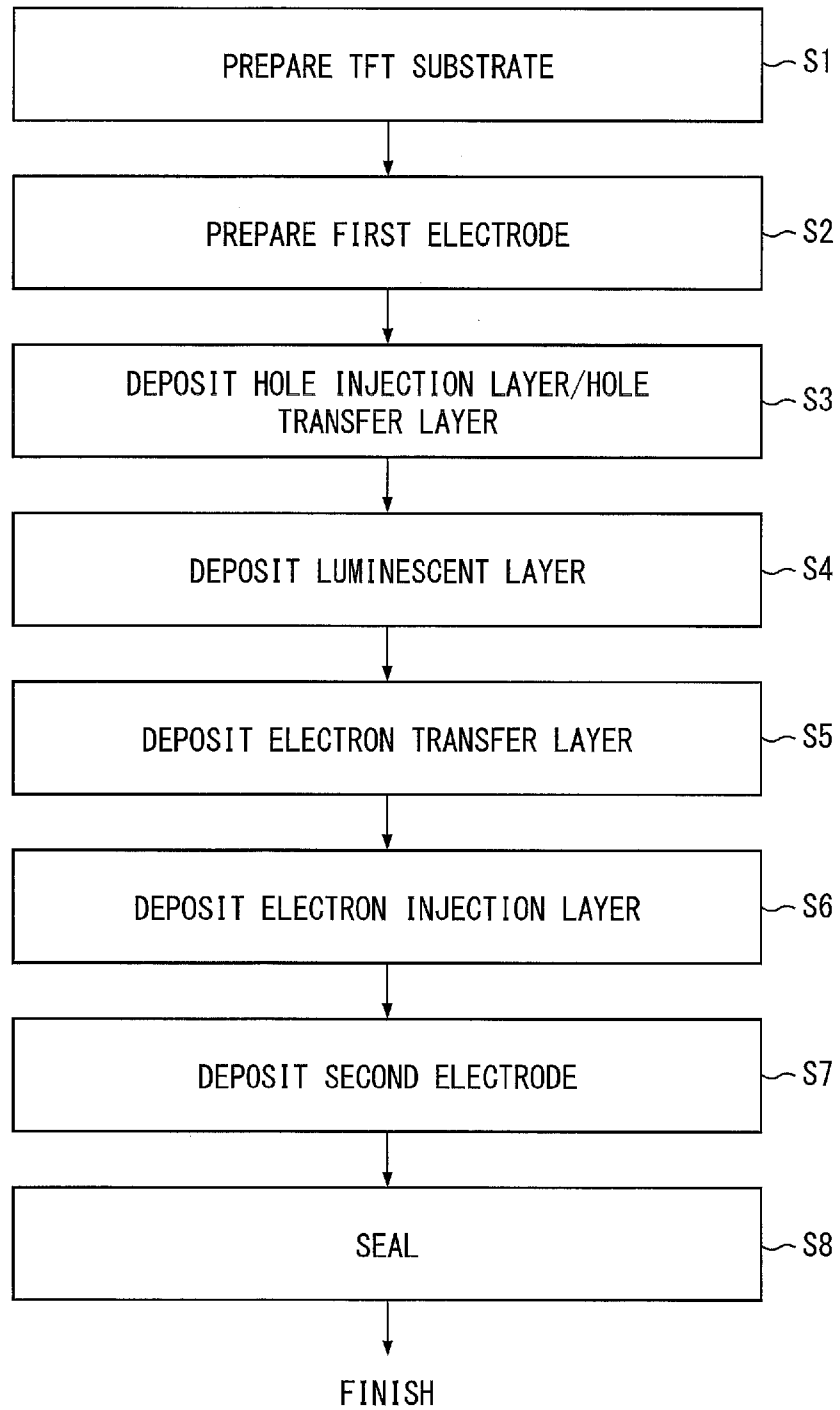 PREPARE TFT SUBSTRATE
S1
PREPARE FIRST ELECTRODE
S2
DEPOSIT HOLE INJECTION LAYER/HOLE
TRANSFER LAYER
S3
DEPOSIT LUMINESCENT LAYER
S4
DEPOSIT ELECTRON TRANSFER LAYER
S5
DEPOSIT ELECTRON INJECTION LAYER
S6
DEPOSIT SECOND ELECTRODE
S7
SEAL
S8
FINISH